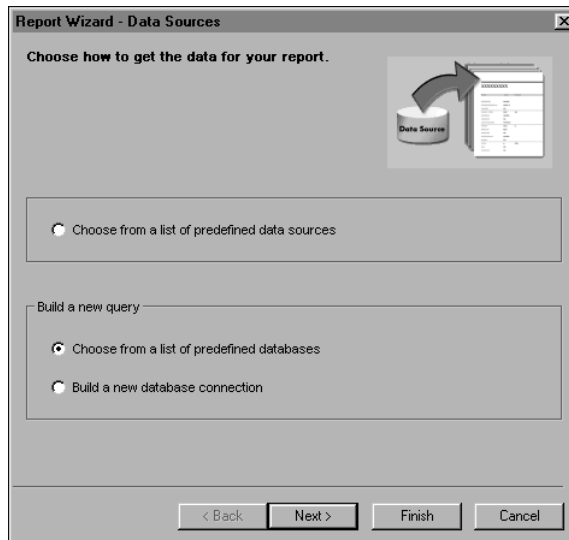 Report Wizard - Data Sources
Choose how to get the data for your report.
Data Source
XXXXXXXXXX
Choose from a list of predefined data sources
Build a new query
Choose from a list of predefined databases
Build a new database connection
< Back
Next >
Finish
Cancel